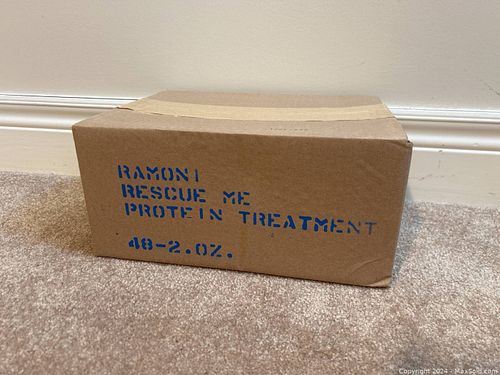 RAMONI
RESCUE ME
PROTEIN TREATMENT
48-2.OZ.
Copyright 2024 - MaxSold.com